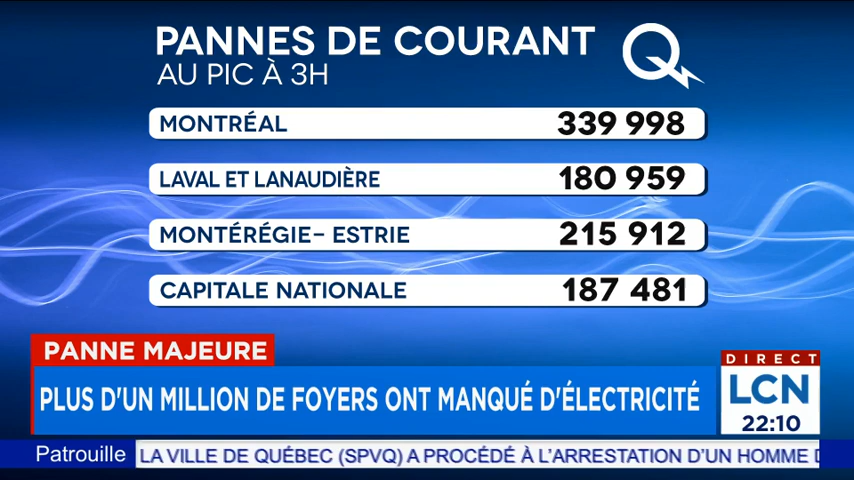 PANNES DE COURANT
AU PIC À 3H
MONTRÉAL 339 998
LAVAL ET LANAUDIÈRE 180 959
MONTÉRÉGIE- ESTRIE 215 912
CAPITALE NATIONALE 187 481
PANNE MAJEURE
PLUS D'UN MILLION DE FOYERS ONT MANQUÉ D'ÉLECTRICITÉ
DIRECT
LCN
22:10
Patrouille LA VILLE DE QUÉBEC (SPVQ) A PROCÉDÉ À L'ARRESTATION D'UN HOMME